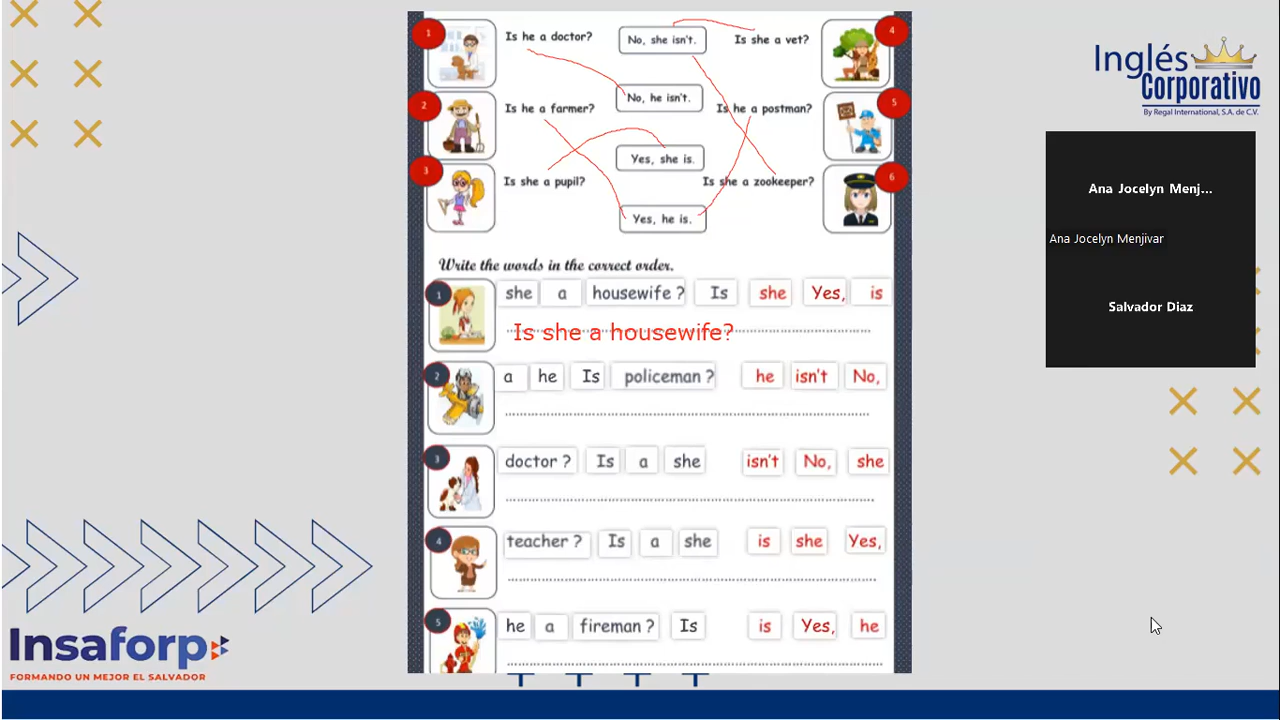 1
Is he a doctor?
No, she isn't.
Is she a vet?
4
No, he isn't.
2
Is he a farmer?
Is he a postman?
5
Yes, she is.
3
Is she a pupil?
Is she a zookeeper?
6
Yes, he is.
Write the words in the correct order.
1
she a housewife ? Is she Yes, is
Is she a housewife?
2
a he Is policeman ? he isn't No,
3
doctor ? Is a she isn't No, she
4
teacher ? Is a she is she Yes,
5
he a fireman ? Is is Yes, he
Inglés
Corporativo
By Regal International, S.A. de C.V.
Ana Jocelyn Menj...
Ana Jocelyn Menjivar
Salvador Diaz
Insaforp
FORMANDO UN MEJOR EL SALVADOR